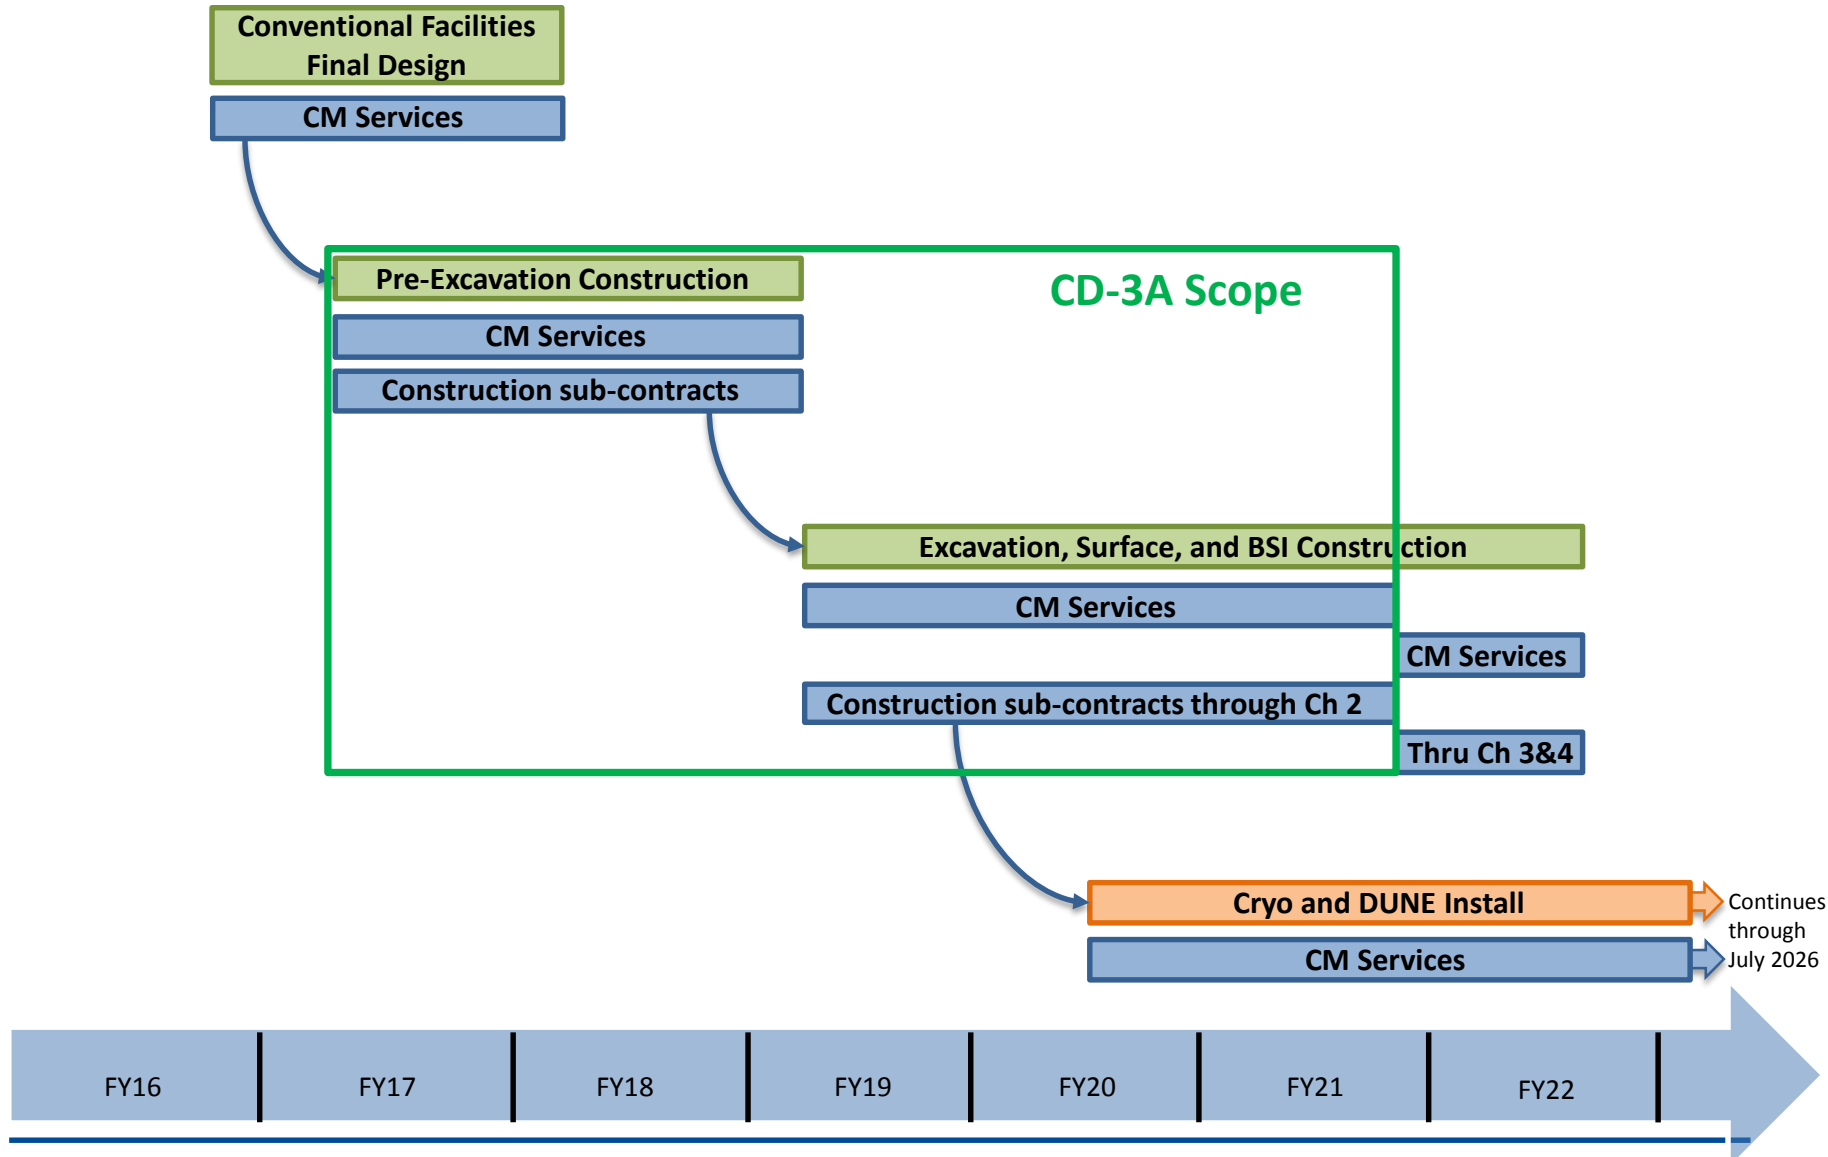 Conventional Facilities
Final Design
CM Services
Pre-Excavation Construction
CD-3A Scope
CM Services
Construction sub-contracts
Excavation, Surface, and BSI Construction
CM Services
CM Services
Construction sub-contracts through Ch 2
Thru Ch 3&4
Cryo and DUNE Install
Continues
through
July 2026
CM Services
FY16
FY17
FY18
FY19
FY20
FY21
FY22